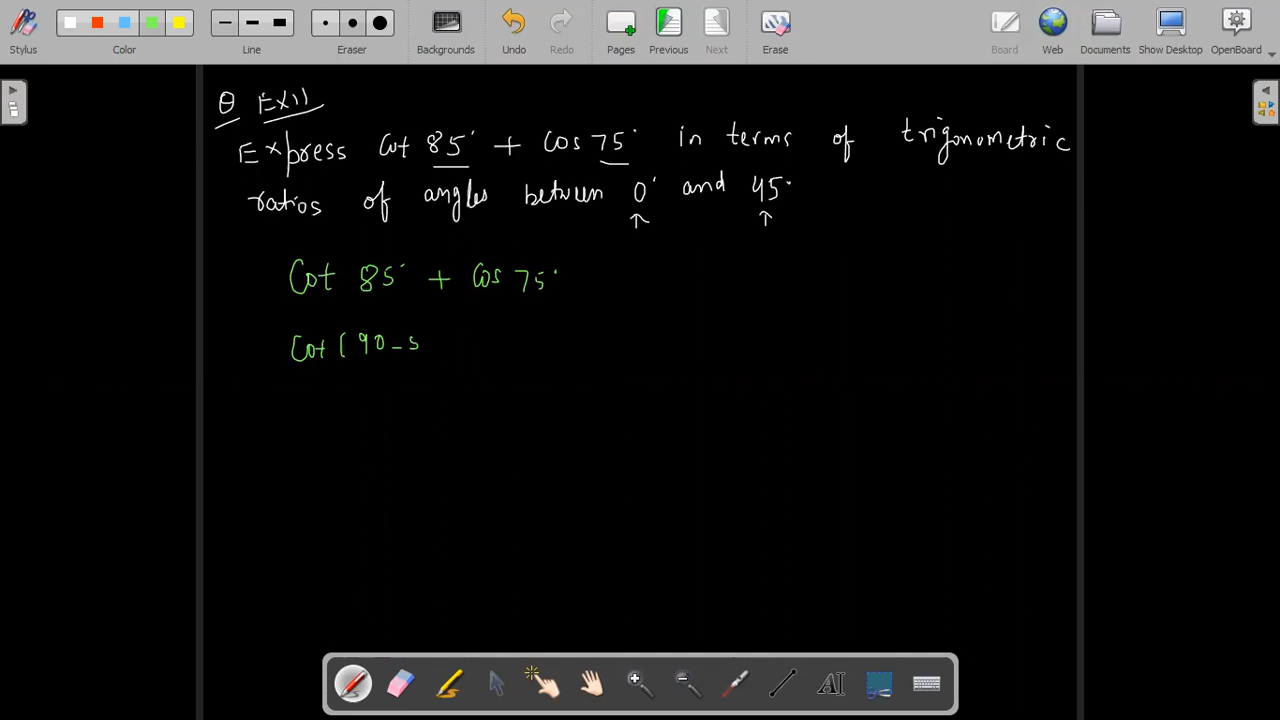 Stylus
Color
Line
Eraser
Backgrounds
Undo
Redo
Pages
Previous
Next
Erase
Board
Web
Documents
Show Desktop
OpenBoard
θ Ex11
Express Cot 85° + cos 75° in terms of trignometric
ratios of angles between 0° and 45°
Cot 85° + cos 75°
Cot ( 90 - 5
AI